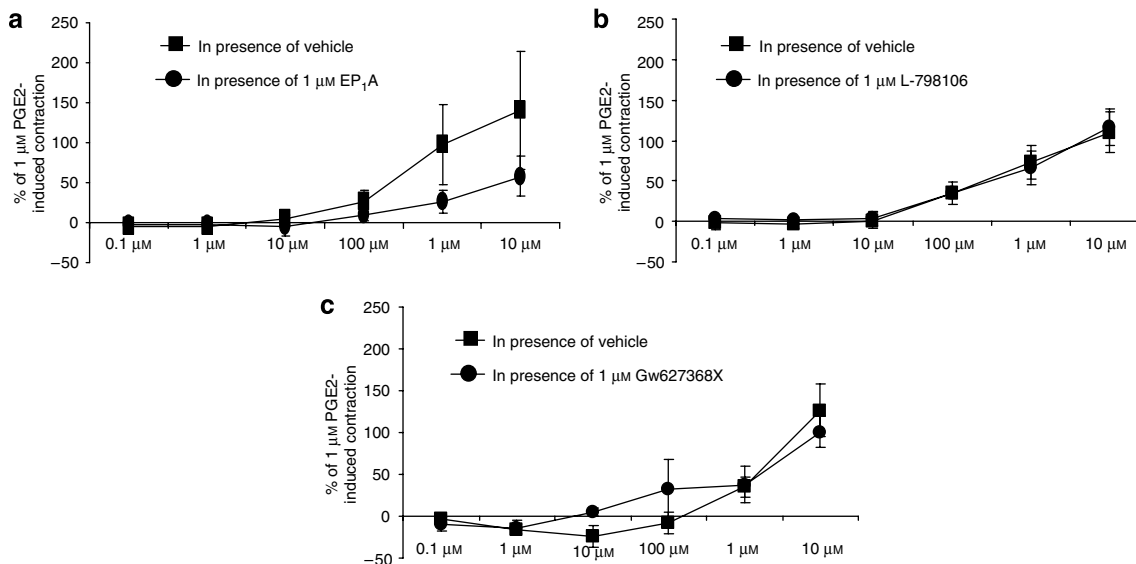 a
% of 1 μM PGE2-
induced contraction
250
200
150
100
50
0
−50
In presence of vehicle
In presence of 1 μM EP₁A
0.1 μM 1 μM 10 μM 100 μM 1 μM 10 μM
b
% of 1 μM PGE2-
induced contraction
250
200
150
100
50
0
−50
In presence of vehicle
In presence of 1 μM L-798106
0.1 μM 1 μM 10 μM 100 μM 1 μM 10 μM
c
% of 1 μM PGE2-
induced contraction
250
200
150
100
50
0
−50
In presence of vehicle
In presence of 1 μM Gw627368X
0.1 μM 1 μM 10 μM 100 μM 1 μM 10 μM